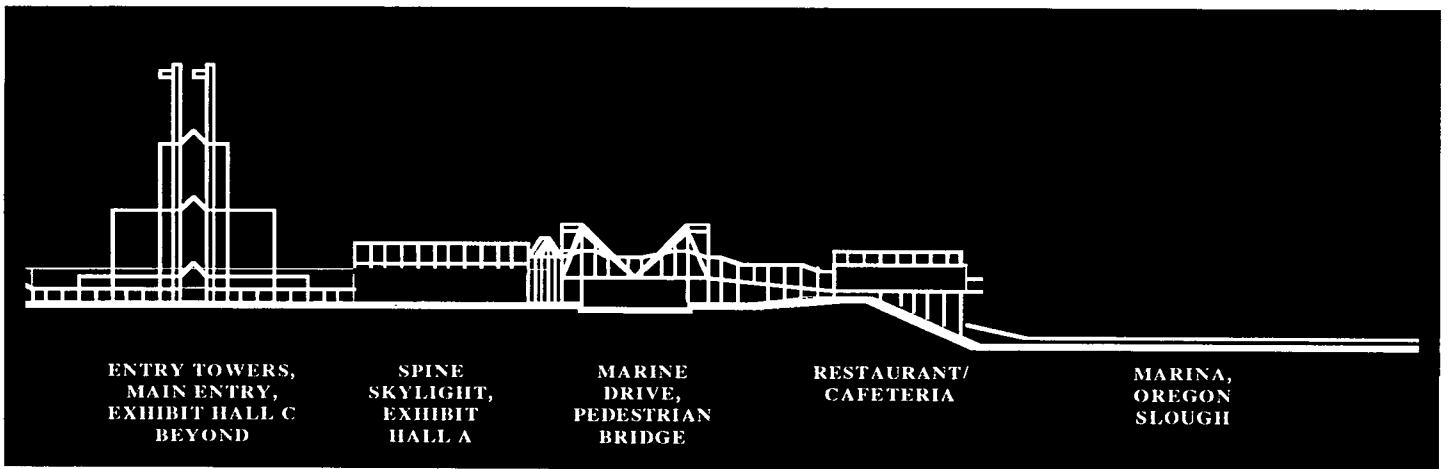 ENTRY TOWERS,
MAIN ENTRY,
EXHIBIT HALL C
BEYOND
SPINE
SKYLIGHT,
EXHIBIT
HALL A
MARINE
DRIVE,
PEDESTRIAN
BRIDGE
RESTAURANT/
CAFETERIA
MARINA,
OREGON
SLOUGH